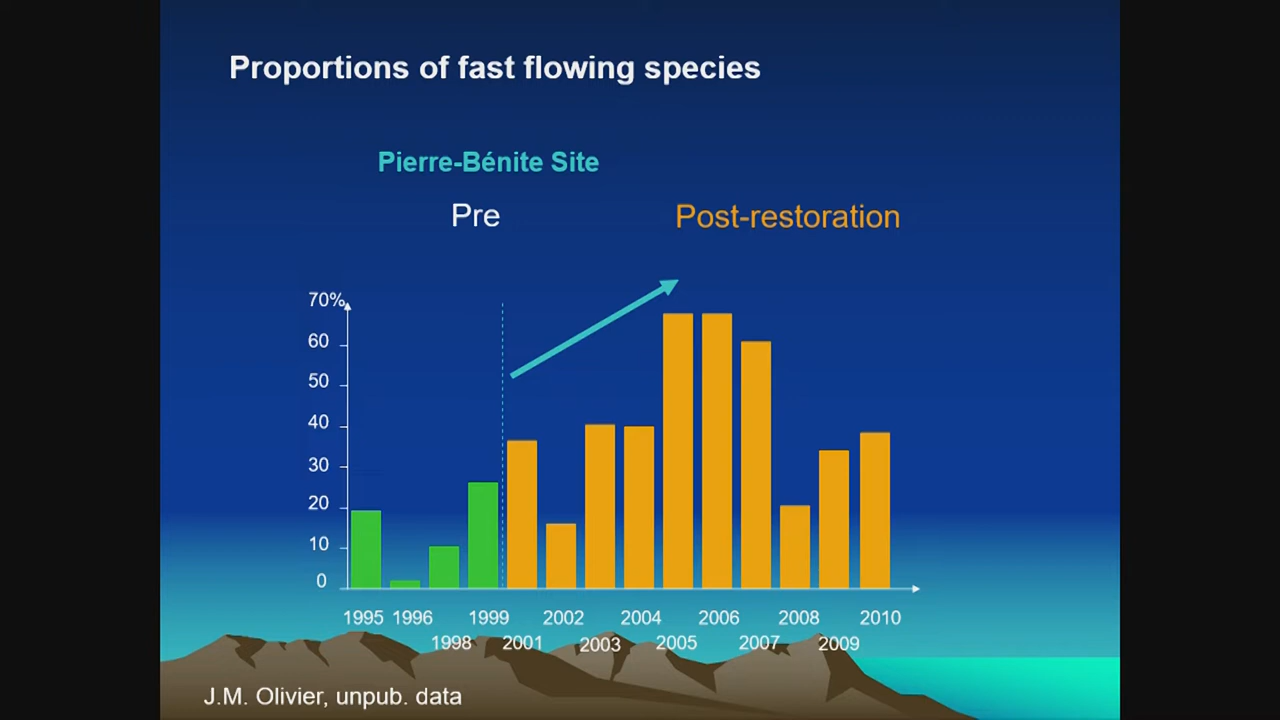 Proportions of fast flowing species
Pierre-Bénite Site
Pre
Post-restoration
70%
60
50
40
30
20
10
0
1995 1996 1999 2002 2004 2006 2008 2010
1998 2001 2003 2005 2007 2009
J.M. Olivier, unpub. data